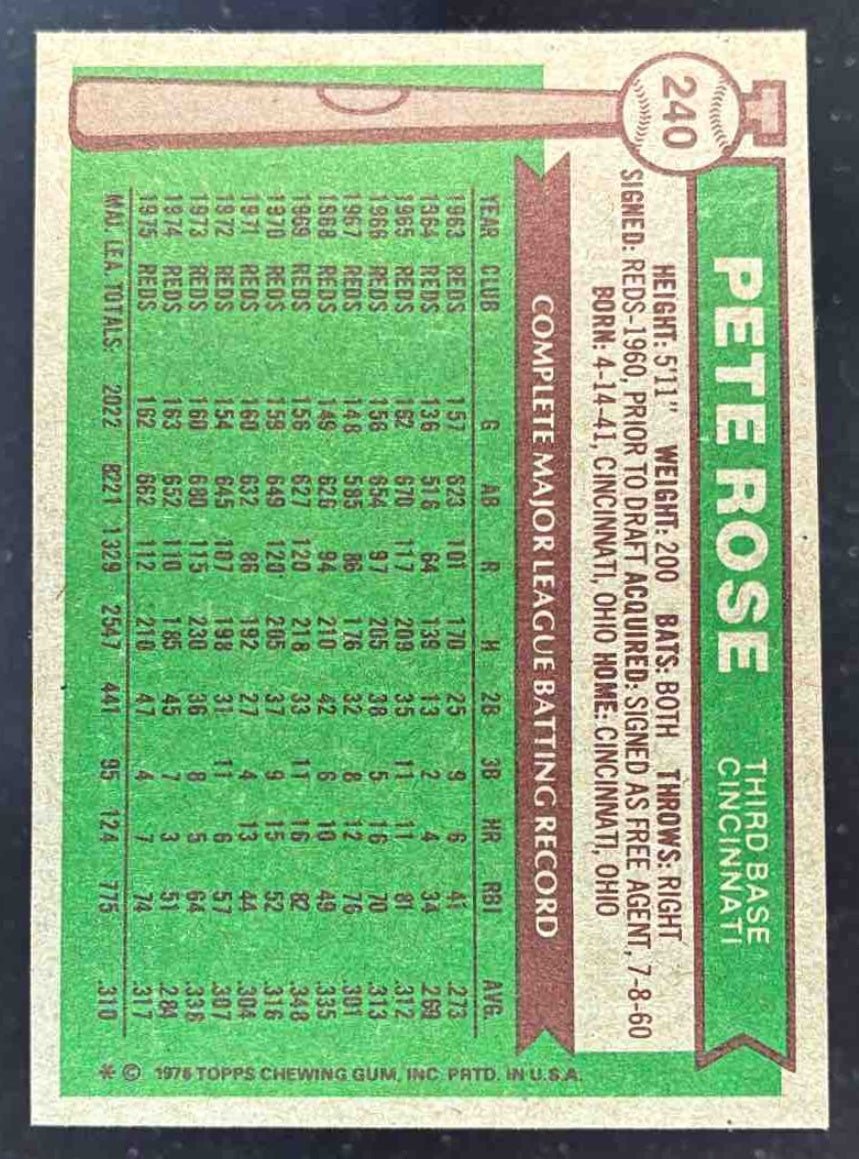 240
T
PETE ROSE
THIRD BASE
CINCINNATI
HEIGHT: 5'11" WEIGHT: 200 BATS: BOTH THROWS: RIGHT
SIGNED: REDS-1960, PRIOR TO DRAFT ACQUIRED: SIGNED AS FREE AGENT, 7-8-60
BORN: 4-14-41, CINCINNATI, OHIO HOME: CINCINNATI, OHIO
COMPLETE MAJOR LEAGUE BATTING RECORD
YEAR CLUB G AB R H 2B 3B HR RBI AVG.
1963 REDS 157 623 101 170 25 9 6 41 .273
1964 REDS 136 516 64 139 13 2 4 34 .269
1965 REDS 162 670 117 209 35 11 11 81 .312
1966 REDS 156 654 97 205 38 5 16 70 .313
1967 REDS 148 585 86 176 32 8 12 76 .301
1968 REDS 149 626 94 210 42 6 10 49 .335
1969 REDS 156 627 120 218 33 11 16 82 .348
1970 REDS 159 649 120 205 37 9 15 52 .316
1971 REDS 160 632 86 192 27 4 13 44 .304
1972 REDS 154 645 107 198 31 11 6 57 .307
1973 REDS 160 680 115 230 36 8 5 64 .338
1974 REDS 163 652 110 185 45 7 3 51 .284
1975 REDS 162 662 112 210 47 4 7 74 .317
MAJ. LEA. TOTALS: 2022 8221 1329 2547 441 95 124 775 .310
* © 1976 TOPPS CHEWING GUM, INC. PRTD. IN U.S.A.